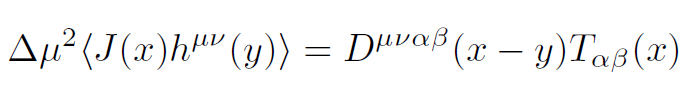 Δμ²⟨J(x)h^{μν}(y)⟩ = D^{μναβ}(x − y)T_{αβ}(x)